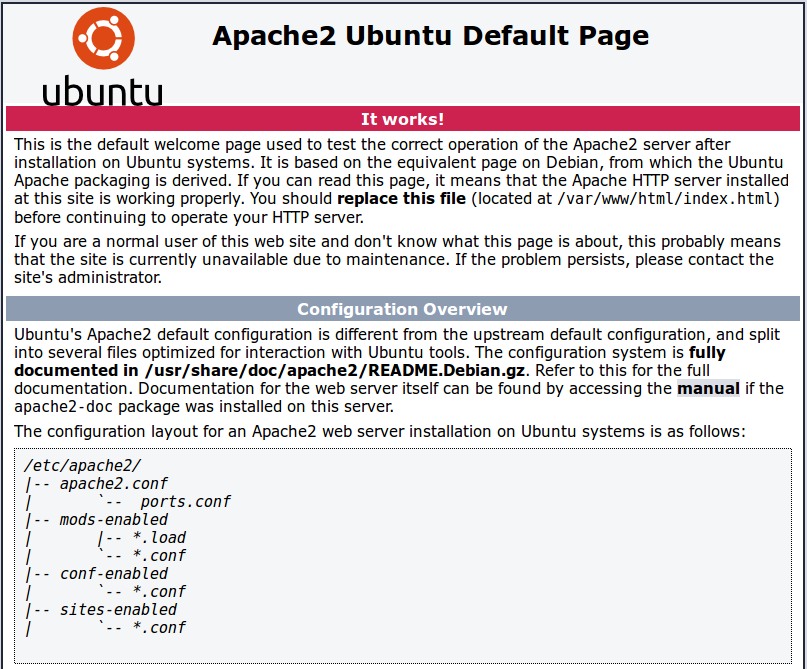 ubuntu
Apache2 Ubuntu Default Page
It works!
This is the default welcome page used to test the correct operation of the Apache2 server after
installation on Ubuntu systems. It is based on the equivalent page on Debian, from which the Ubuntu
Apache packaging is derived. If you can read this page, it means that the Apache HTTP server installed
at this site is working properly. You should replace this file (located at /var/www/html/index.html)
before continuing to operate your HTTP server.
If you are a normal user of this web site and don't know what this page is about, this probably means
that the site is currently unavailable due to maintenance. If the problem persists, please contact the
site's administrator.
Configuration Overview
Ubuntu's Apache2 default configuration is different from the upstream default configuration, and split
into several files optimized for interaction with Ubuntu tools. The configuration system is fully
documented in /usr/share/doc/apache2/README.Debian.gz. Refer to this for the full
documentation. Documentation for the web server itself can be found by accessing the manual if the
apache2-doc package was installed on this server.
The configuration layout for an Apache2 web server installation on Ubuntu systems is as follows:
/etc/apache2/
|-- apache2.conf
|       `--  ports.conf
|-- mods-enabled
|       |-- *.load
|       `-- *.conf
|-- conf-enabled
|       `-- *.conf
|-- sites-enabled
|       `-- *.conf